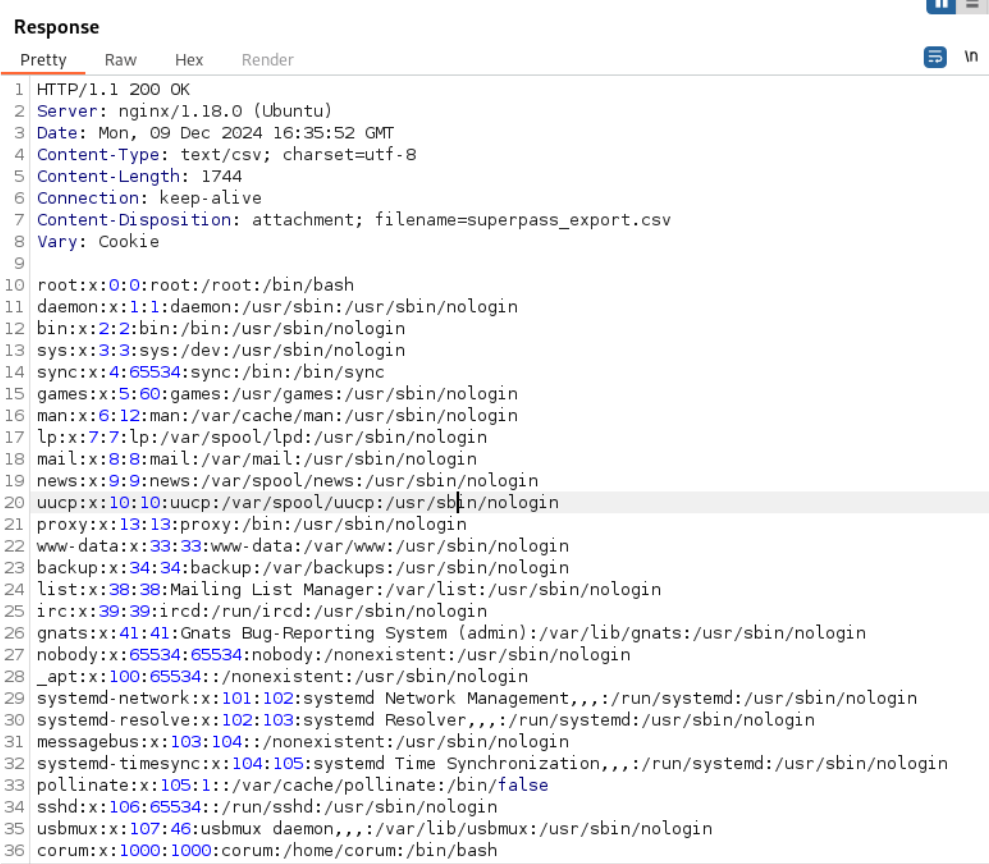 Response
Pretty Raw Hex Render \n
1 HTTP/1.1 200 OK
2 Server: nginx/1.18.0 (Ubuntu)
3 Date: Mon, 09 Dec 2024 16:35:52 GMT
4 Content-Type: text/csv; charset=utf-8
5 Content-Length: 1744
6 Connection: keep-alive
7 Content-Disposition: attachment; filename=superpass_export.csv
8 Vary: Cookie
9
10 root:x:0:0:root:/root:/bin/bash
11 daemon:x:1:1:daemon:/usr/sbin:/usr/sbin/nologin
12 bin:x:2:2:bin:/bin:/usr/sbin/nologin
13 sys:x:3:3:sys:/dev:/usr/sbin/nologin
14 sync:x:4:65534:sync:/bin:/bin/sync
15 games:x:5:60:games:/usr/games:/usr/sbin/nologin
16 man:x:6:12:man:/var/cache/man:/usr/sbin/nologin
17 lp:x:7:7:lp:/var/spool/lpd:/usr/sbin/nologin
18 mail:x:8:8:mail:/var/mail:/usr/sbin/nologin
19 news:x:9:9:news:/var/spool/news:/usr/sbin/nologin
20 uucp:x:10:10:uucp:/var/spool/uucp:/usr/sbin/nologin
21 proxy:x:13:13:proxy:/bin:/usr/sbin/nologin
22 www-data:x:33:33:www-data:/var/www:/usr/sbin/nologin
23 backup:x:34:34:backup:/var/backups:/usr/sbin/nologin
24 list:x:38:38:Mailing List Manager:/var/list:/usr/sbin/nologin
25 irc:x:39:39:ircd:/run/ircd:/usr/sbin/nologin
26 gnats:x:41:41:Gnats Bug-Reporting System (admin):/var/lib/gnats:/usr/sbin/nologin
27 nobody:x:65534:65534:nobody:/nonexistent:/usr/sbin/nologin
28 _apt:x:100:65534::/nonexistent:/usr/sbin/nologin
29 systemd-network:x:101:102:systemd Network Management,,,:/run/systemd:/usr/sbin/nologin
30 systemd-resolve:x:102:103:systemd Resolver,,,:/run/systemd:/usr/sbin/nologin
31 messagebus:x:103:104::/nonexistent:/usr/sbin/nologin
32 systemd-timesync:x:104:105:systemd Time Synchronization,,,:/run/systemd:/usr/sbin/nologin
33 pollinate:x:105:1::/var/cache/pollinate:/bin/false
34 sshd:x:106:65534::/run/sshd:/usr/sbin/nologin
35 usbmux:x:107:46:usbmux daemon,,,:/var/lib/usbmux:/usr/sbin/nologin
36 corum:x:1000:1000:corum:/home/corum:/bin/bash